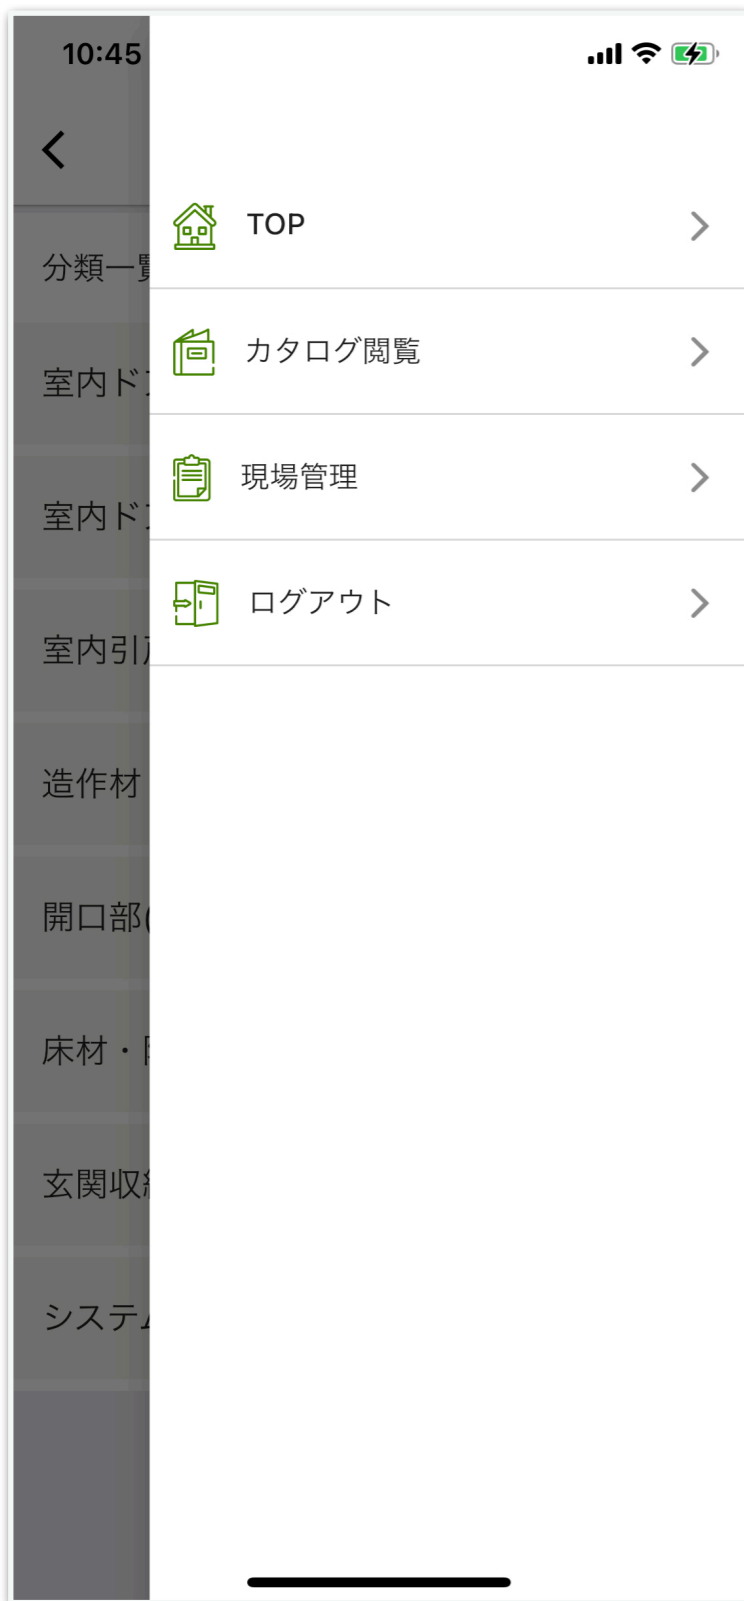 10:45
TOP
カタログ閲覧
現場管理
ログアウト
分類一覧
室内ド
室内ド
室内引
造作材
開口部(
床材・
玄関収
システム